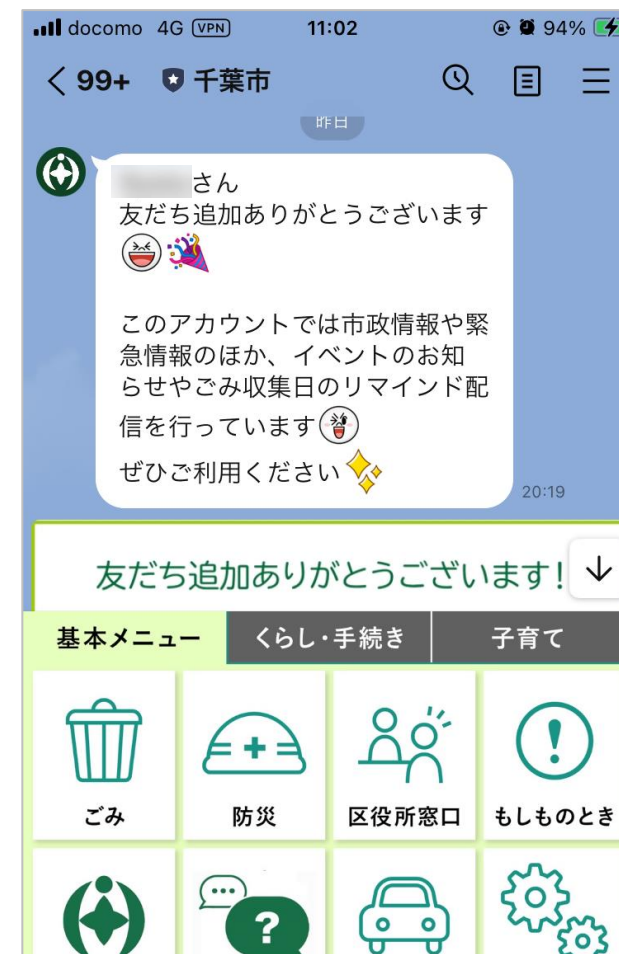 docomo 4G VPN 11:02 94%
99+ 千葉市
昨日
さん
友だち追加ありがとうございます
このアカウントでは市政情報や緊
急情報のほか、イベントのお知
らせやごみ収集日のリマインド配
信を行っています
ぜひご利用ください
20:19
友だち追加ありがとうございます!
基本メニュー くらし・手続き 子育て
ごみ 防災 区役所窓口 もしものとき
?